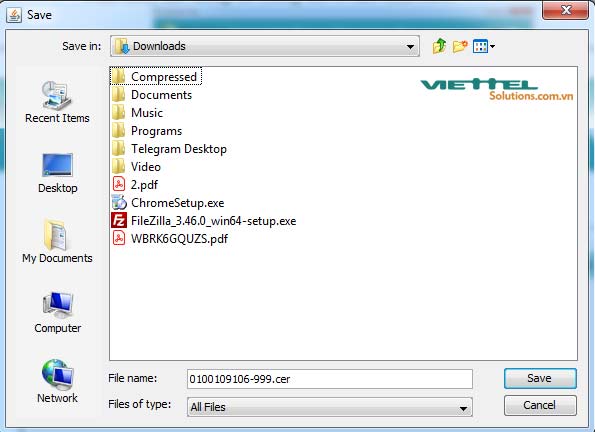 Save
Save in:
Downloads
Recent Items
Desktop
My Documents
Computer
Network
Compressed
Documents
Music
Programs
Telegram Desktop
Video
2.pdf
ChromeSetup.exe
FileZilla_3.46.0_win64-setup.exe
WBRK6GQUZS.pdf
VIETTEL
Solutions.com.vn
File name:
0100109106-999.cer
Save
Files of type:
All Files
Cancel